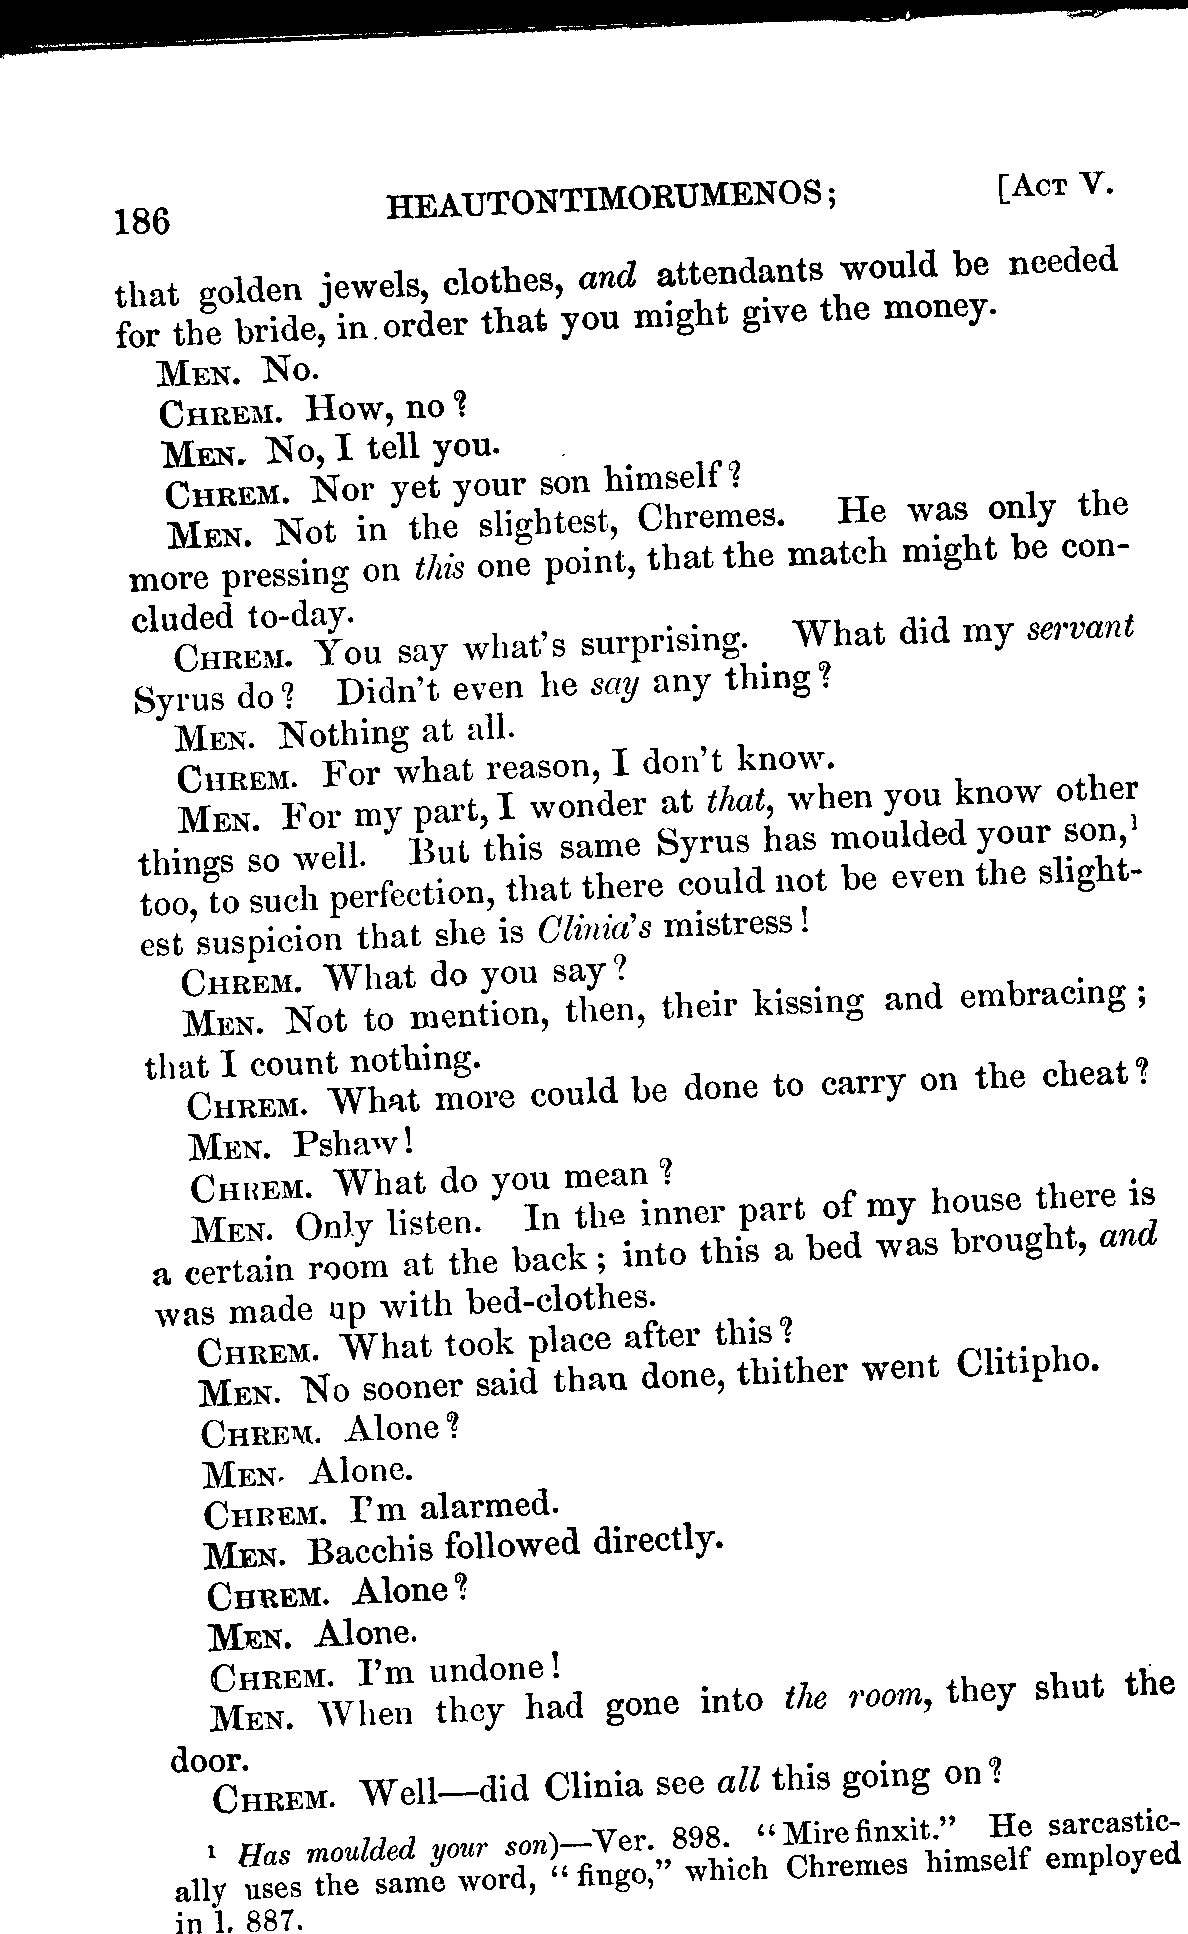 186 HEAUTONTIMORUMENOS; [ACT V.
that golden jewels, clothes, and attendants would be needed
for the bride, in order that you might give the money.
MEN. No.
CHREM. How, no?
MEN. No, I tell you.
CHREM. Nor yet your son himself?
MEN. Not in the slightest, Chremes. He was only the
more pressing on this one point, that the match might be con-
cluded to-day.
CHREM. You say what's surprising. What did my servant
Syrus do? Didn't even he say any thing?
MEN. Nothing at all.
CHREM. For what reason, I don't know.
MEN. For my part, I wonder at that, when you know other
things so well. But this same Syrus has moulded your son,¹
too, to such perfection, that there could not be even the slight-
est suspicion that she is Clinia's mistress!
CHREM. What do you say?
MEN. Not to mention, then, their kissing and embracing;
that I count nothing.
CHREM. What more could be done to carry on the cheat?
MEN. Pshaw!
CHREM. What do you mean?
MEN. Only listen. In the inner part of my house there is
a certain room at the back; into this a bed was brought, and
was made up with bed-clothes.
CHREM. What took place after this?
MEN. No sooner said than done, thither went Clitipho.
CHREM. Alone?
MEN. Alone.
CHREM. I'm alarmed.
MEN. Bacchis followed directly.
CHREM. Alone?
MEN. Alone.
CHREM. I'm undone!
MEN. When they had gone into the room, they shut the
door.
CHREM. Well—did Clinia see all this going on?
¹ Has moulded your son)—Ver. 898. "Mire finxit." He sarcastic-
ally uses the same word, "fingo," which Chremes himself employed
in l. 887.